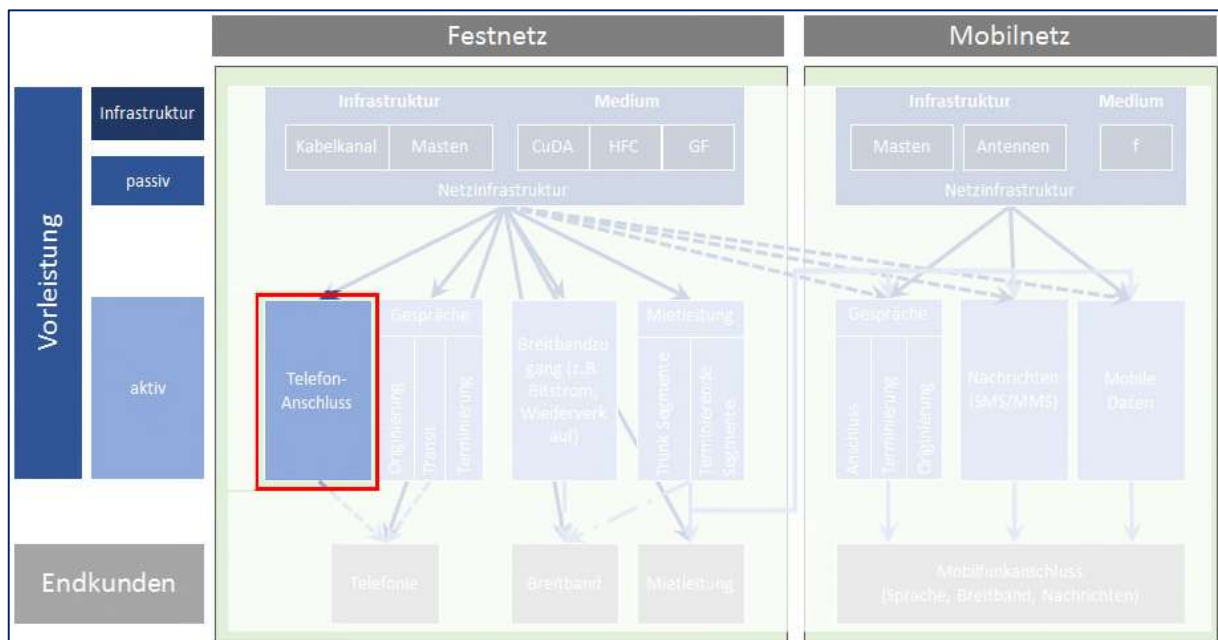 Festnetz
Mobilnetz
Vorleistung
Infrastruktur
passiv
aktiv
Endkunden
Infrastruktur
Medium
Kabelkanal
Masten
CuDA
HFC
GF
Netzinfrastruktur
Infrastruktur
Medium
Masten
Antennen
f
Netzinfrastruktur
Telefon-
Anschluss
Gespräche
Originierung
Transit
Terminierung
Breitbandzu
gang (z.B.
Bitstrom,
Wiederverk
auf)
Mietleitung
Trunk Segmente
Terminierende
Segmente
Gespräche
Anschluss
Terminierung
Originierung
Nachrichten
(SMS/MMS)
Mobile
Daten
Telefonie
Breitband
Mietleitung
Mobilfunkanschluss
(Sprache, Breitband, Nachrichten)